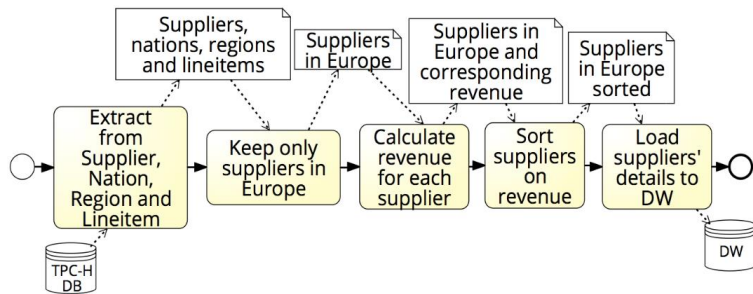 Suppliers,
nations, regions
and lineitems
Suppliers
in Europe
Suppliers in
Europe and
corresponding
revenue
Suppliers
in Europe
sorted
Extract
from
Supplier,
Nation,
Region and
Lineitem
Keep only
suppliers in
Europe
Calculate
revenue
for each
supplier
Sort
suppliers
on
revenue
Load
suppliers'
details to
DW
TPC-H
DB
DW